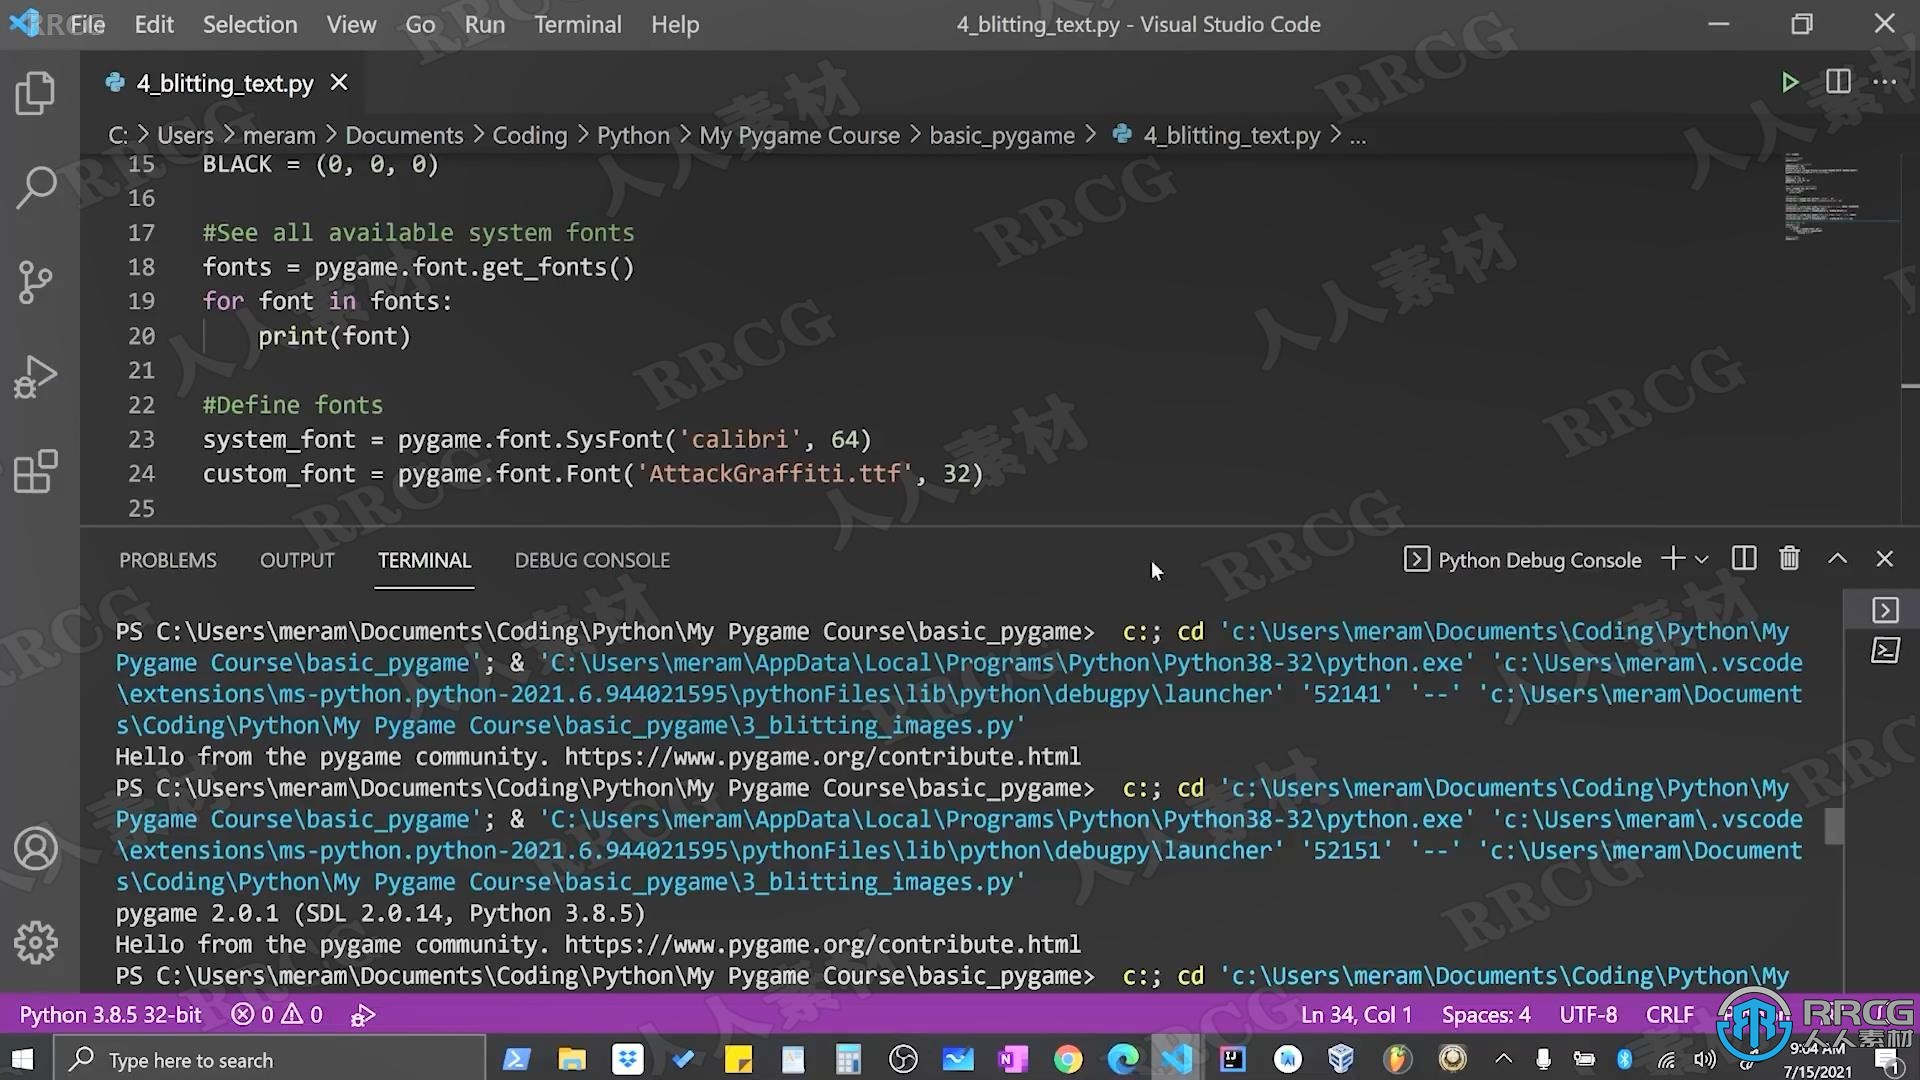 File Edit Selection View Go Run Terminal Help 4_blitting_text.py - Visual Studio Code
4_blitting_text.py
C: > Users > meram > Documents > Coding > Python > My Pygame Course > basic_pygame > 4_blitting_text.py > ...
15 BLACK = (0, 0, 0)
16
17 #See all available system fonts
18 fonts = pygame.font.get_fonts()
19 for font in fonts:
20 print(font)
21
22 #Define fonts
23 system_font = pygame.font.SysFont('calibri', 64)
24 custom_font = pygame.font.Font('AttackGraffiti.ttf', 32)
25
PROBLEMS OUTPUT TERMINAL DEBUG CONSOLE Python Debug Console
PS C:\Users\meram\Documents\Coding\Python\My Pygame Course\basic_pygame> c:; cd 'c:\Users\meram\Documents\Coding\Python\My
Pygame Course\basic_pygame'; & 'C:\Users\meram\AppData\Local\Programs\Python\Python38-32\python.exe' 'c:\Users\meram\.vscode
\extensions\ms-python.python-2021.6.944021595\pythonFiles\lib\python\debugpy\launcher' '52141' '--' 'c:\Users\meram\Document
s\Coding\Python\My Pygame Course\basic_pygame\3_blitting_images.py'
Hello from the pygame community. https://www.pygame.org/contribute.html
PS C:\Users\meram\Documents\Coding\Python\My Pygame Course\basic_pygame> c:; cd 'c:\Users\meram\Documents\Coding\Python\My
Pygame Course\basic_pygame'; & 'C:\Users\meram\AppData\Local\Programs\Python\Python38-32\python.exe' 'c:\Users\meram\.vscode
\extensions\ms-python.python-2021.6.944021595\pythonFiles\lib\python\debugpy\launcher' '52151' '--' 'c:\Users\meram\Document
s\Coding\Python\My Pygame Course\basic_pygame\3_blitting_images.py'
pygame 2.0.1 (SDL 2.0.14, Python 3.8.5)
Hello from the pygame community. https://www.pygame.org/contribute.html
PS C:\Users\meram\Documents\Coding\Python\My Pygame Course\basic_pygame> c:; cd 'c:\Users\meram\Documents\Coding\Python\My
Python 3.8.5 32-bit 0 0 Ln 34, Col 1 Spaces: 4 UTF-8 CRLF
RRCG
人人素材
Type here to search
9:04 AM
7/15/2021